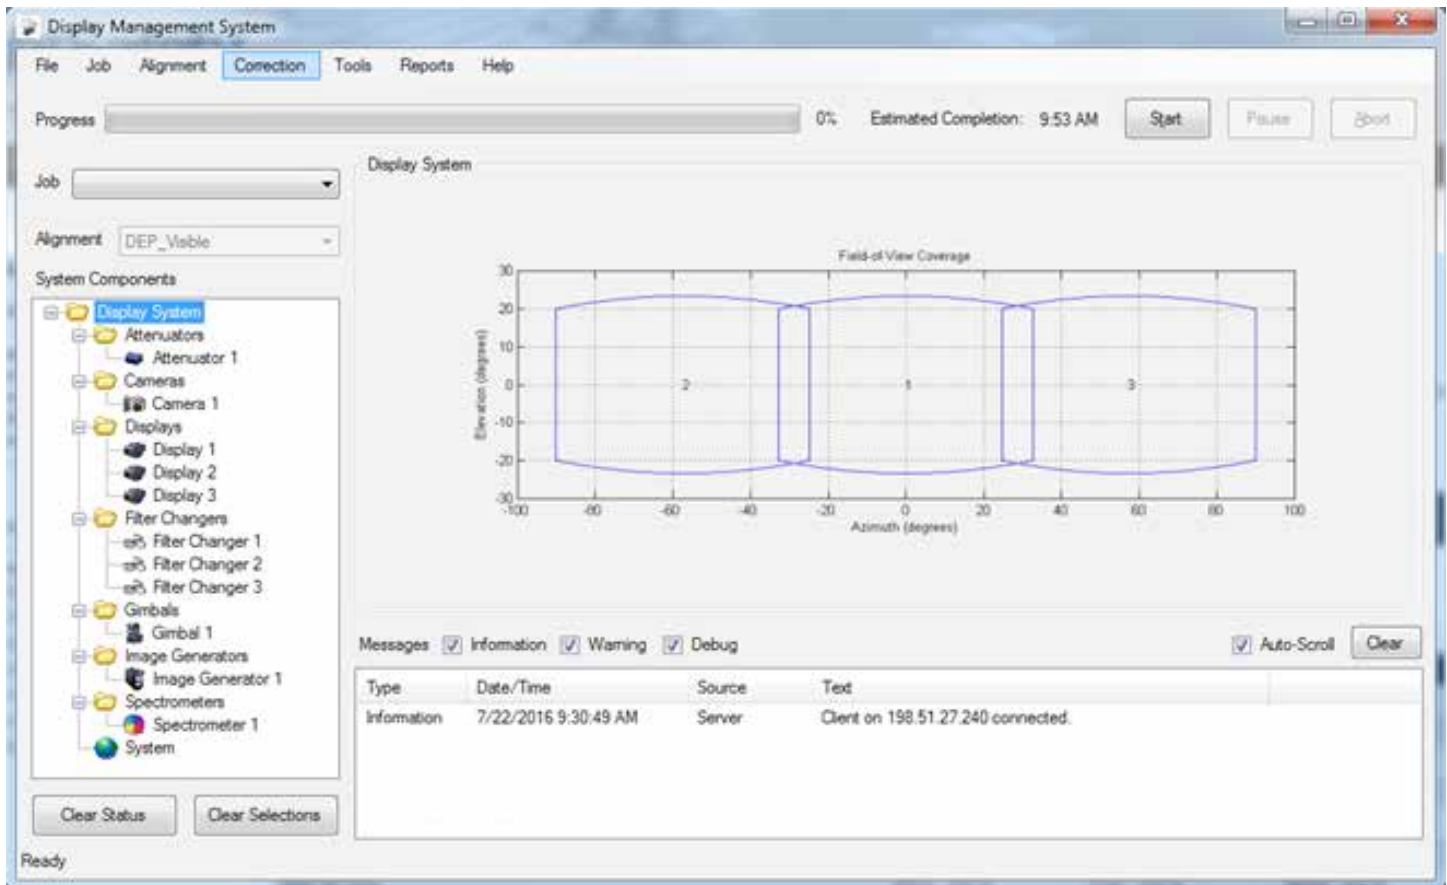 Display Management System
File Job Alignment Correction Tools Reports Help
Progress 0% Estimated Completion: 9:53 AM Start Pause Abort
Job
Alignment DEP_Visible
System Components
Display System
Attenuators
Attenuator 1
Cameras
Camera 1
Displays
Display 1
Display 2
Display 3
Filter Changers
Filter Changer 1
Filter Changer 2
Filter Changer 3
Gimbals
Gimbal 1
Image Generators
Image Generator 1
Spectrometers
Spectrometer 1
System
Clear Status Clear Selections
Display System
Field-of View Coverage
Elevation (degrees)
30
20
10
0
-10
-20
-30
2 1 3
-100 -80 -60 -40 -20 0 20 40 60 80 100
Azimuth (degrees)
Messages Information Warning Debug Auto-Scroll Clear
Type Date/Time Source Text
Information 7/22/2016 9:30:49 AM Server Client on 198.51.27.240 connected.
Ready